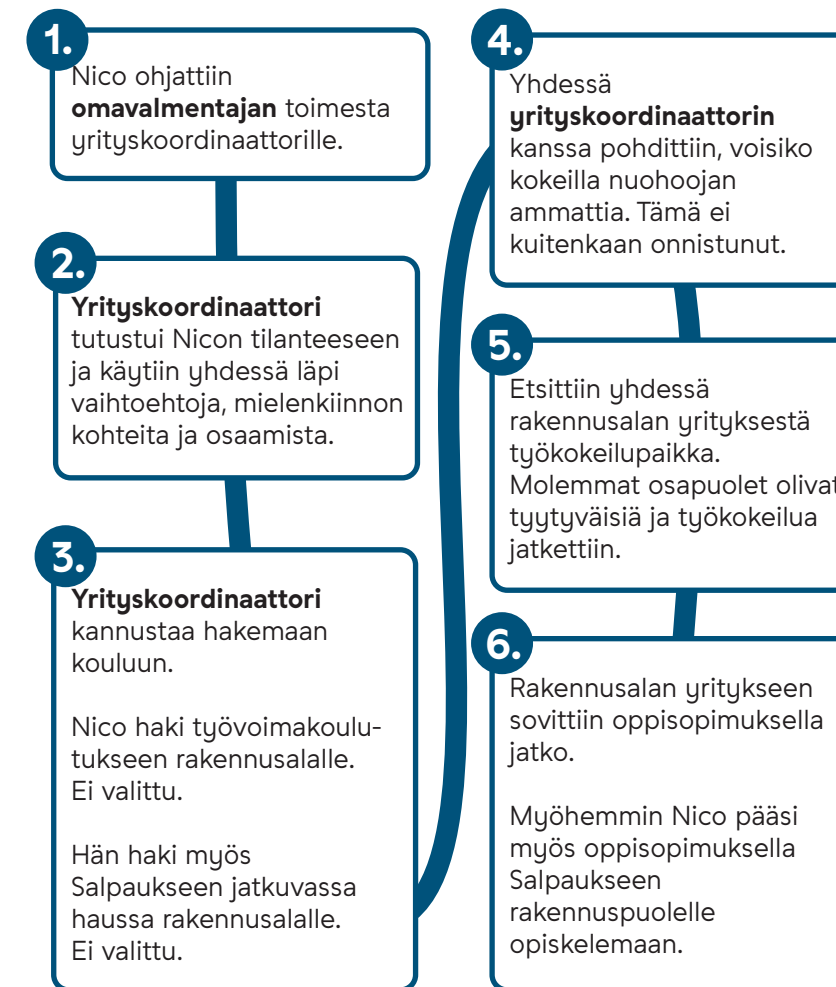 1.
Nico ohjattiin
omavalmentajan toimesta
yrityskoordinaattorille.
2.
Yrityskoordinaattori
tutustui Nicon tilanteeseen
ja käytiin yhdessä läpi
vaihtoehtoja, mielenkiinnon
kohteita ja osaamista.
3.
Yrityskoordinaattori
kannustaa hakemaan
kouluun.
Nico haki työvoimakoulu-
tukseen rakennusalalle.
Ei valittu.
Hän haki myös
Salpaukseen jatkuvassa
haussa rakennusalalle.
Ei valittu.
4.
Yhdessä
yrityskoordinaattorin
kanssa pohdittiin, voisiko
kokeilla nuohoojan
ammattia. Tämä ei
kuitenkaan onnistunut.
5.
Etsittiin yhdessä
rakennusalan yrityksestä
työkokeilupaikka.
Molemmat osapuolet olivat
tyytyväisiä ja työkokeilua
jatkettiin.
6.
Rakennusalan yritykseen
sovittiin oppisopimuksella
jatko.
Myöhemmin Nico pääsi
myös oppisopimuksella
Salpaukseen
rakennuspuolelle
opiskelemaan.